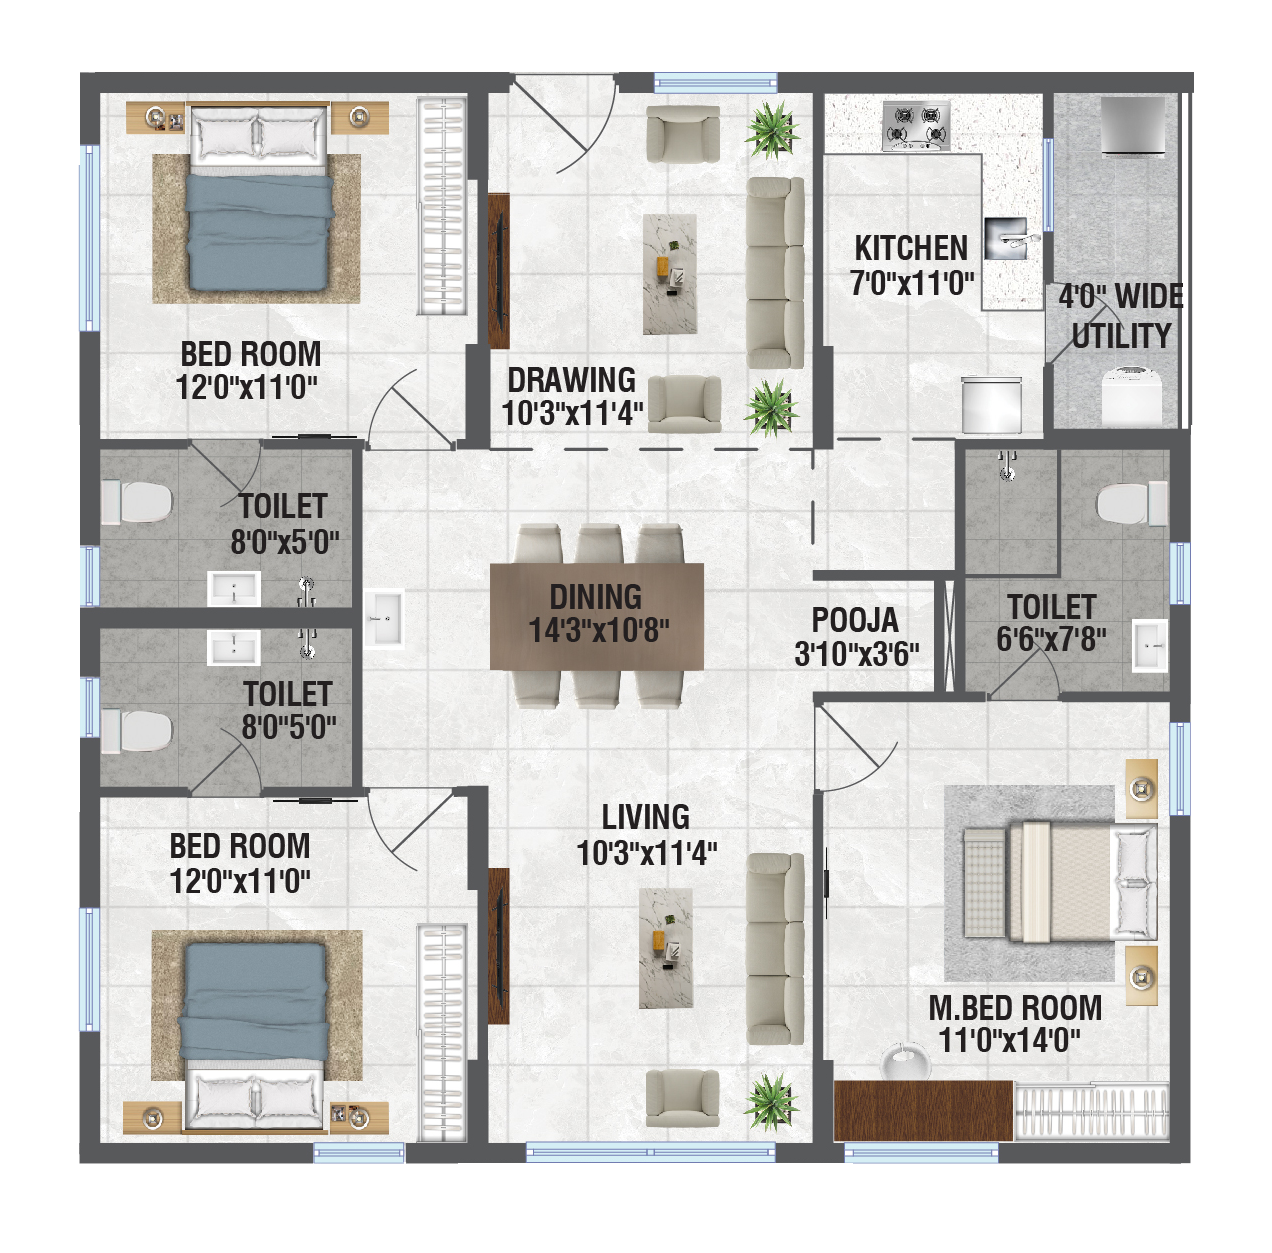 KITCHEN
7'0"x11'0"
4'0" WIDE
UTILITY
BED ROOM
12'0"x11'0"
DRAWING
10'3"x11'4"
TOILET
8'0"x5'0"
DINING
14'3"x10'8"
POOJA
3'10"x3'6"
TOILET
6'6"x7'8"
TOILET
8'0"5'0"
LIVING
10'3"x11'4"
BED ROOM
12'0"x11'0"
M.BED ROOM
11'0"x14'0"